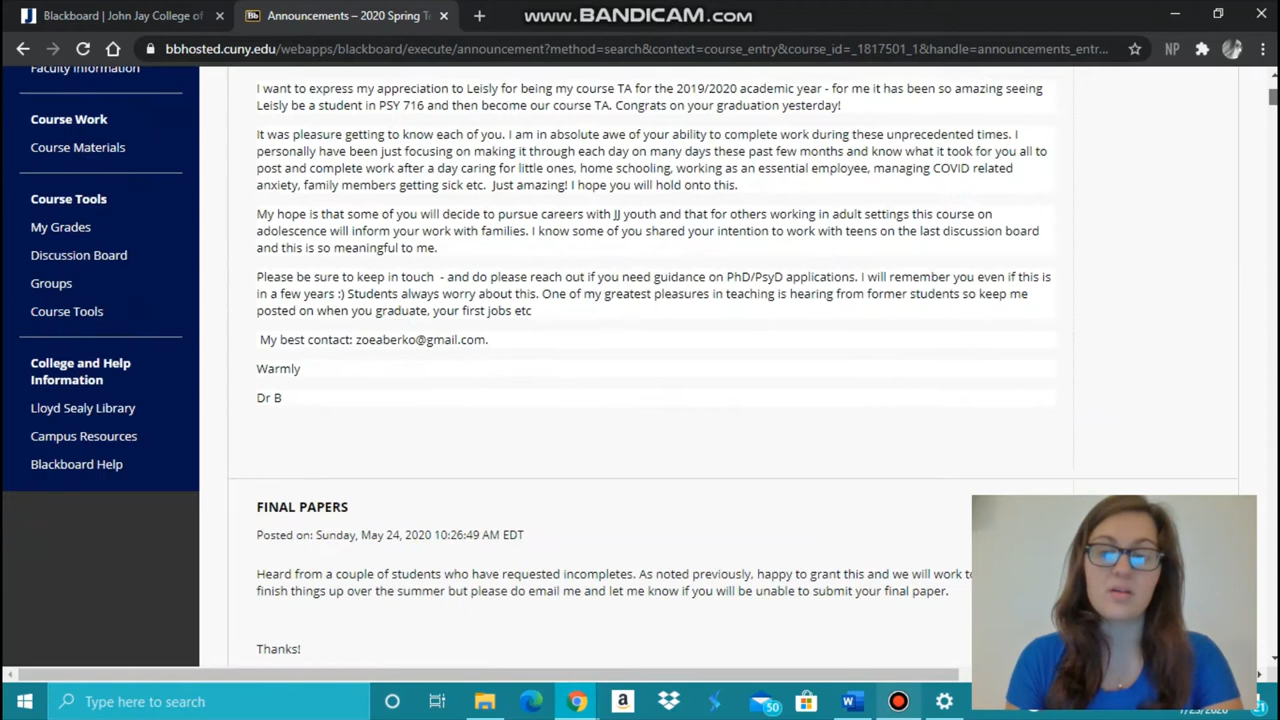 Blackboard | John Jay College of
Announcements – 2020 Spring T
www.BANDICAM.com
bbhosted.cuny.edu/webapps/blackboard/execute/announcement?method=search&context=course_entry&course_id=_1817501_1&handle=announcements_entr...
NP
Faculty Information
Course Work
Course Materials
Course Tools
My Grades
Discussion Board
Groups
Course Tools
College and Help
Information
Lloyd Sealy Library
Campus Resources
Blackboard Help
I want to express my appreciation to Leisly for being my course TA for the 2019/2020 academic year - for me it has been so amazing seeing
Leisly be a student in PSY 716 and then become our course TA. Congrats on your graduation yesterday!
It was pleasure getting to know each of you. I am in absolute awe of your ability to complete work during these unprecedented times. I
personally have been just focusing on making it through each day on many days these past few months and know what it took for you all to
post and complete work after a day caring for little ones, home schooling, working as an essential employee, managing COVID related
anxiety, family members getting sick etc.  Just amazing! I hope you will hold onto this.
My hope is that some of you will decide to pursue careers with JJ youth and that for others working in adult settings this course on
adolescence will inform your work with families. I know some of you shared your intention to work with teens on the last discussion board
and this is so meaningful to me.
Please be sure to keep in touch  - and do please reach out if you need guidance on PhD/PsyD applications. I will remember you even if this is
in a few years :) Students always worry about this. One of my greatest pleasures in teaching is hearing from former students so keep me
posted on when you graduate, your first jobs etc
My best contact: zoeaberko@gmail.com.
Warmly
Dr B
FINAL PAPERS
Posted on: Sunday, May 24, 2020 10:26:49 AM EDT
Heard from a couple of students who have requested incompletes. As noted previously, happy to grant this and we will work to
finish things up over the summer but please do email me and let me know if you will be unable to submit your final paper.
Thanks!
Type here to search
50
21